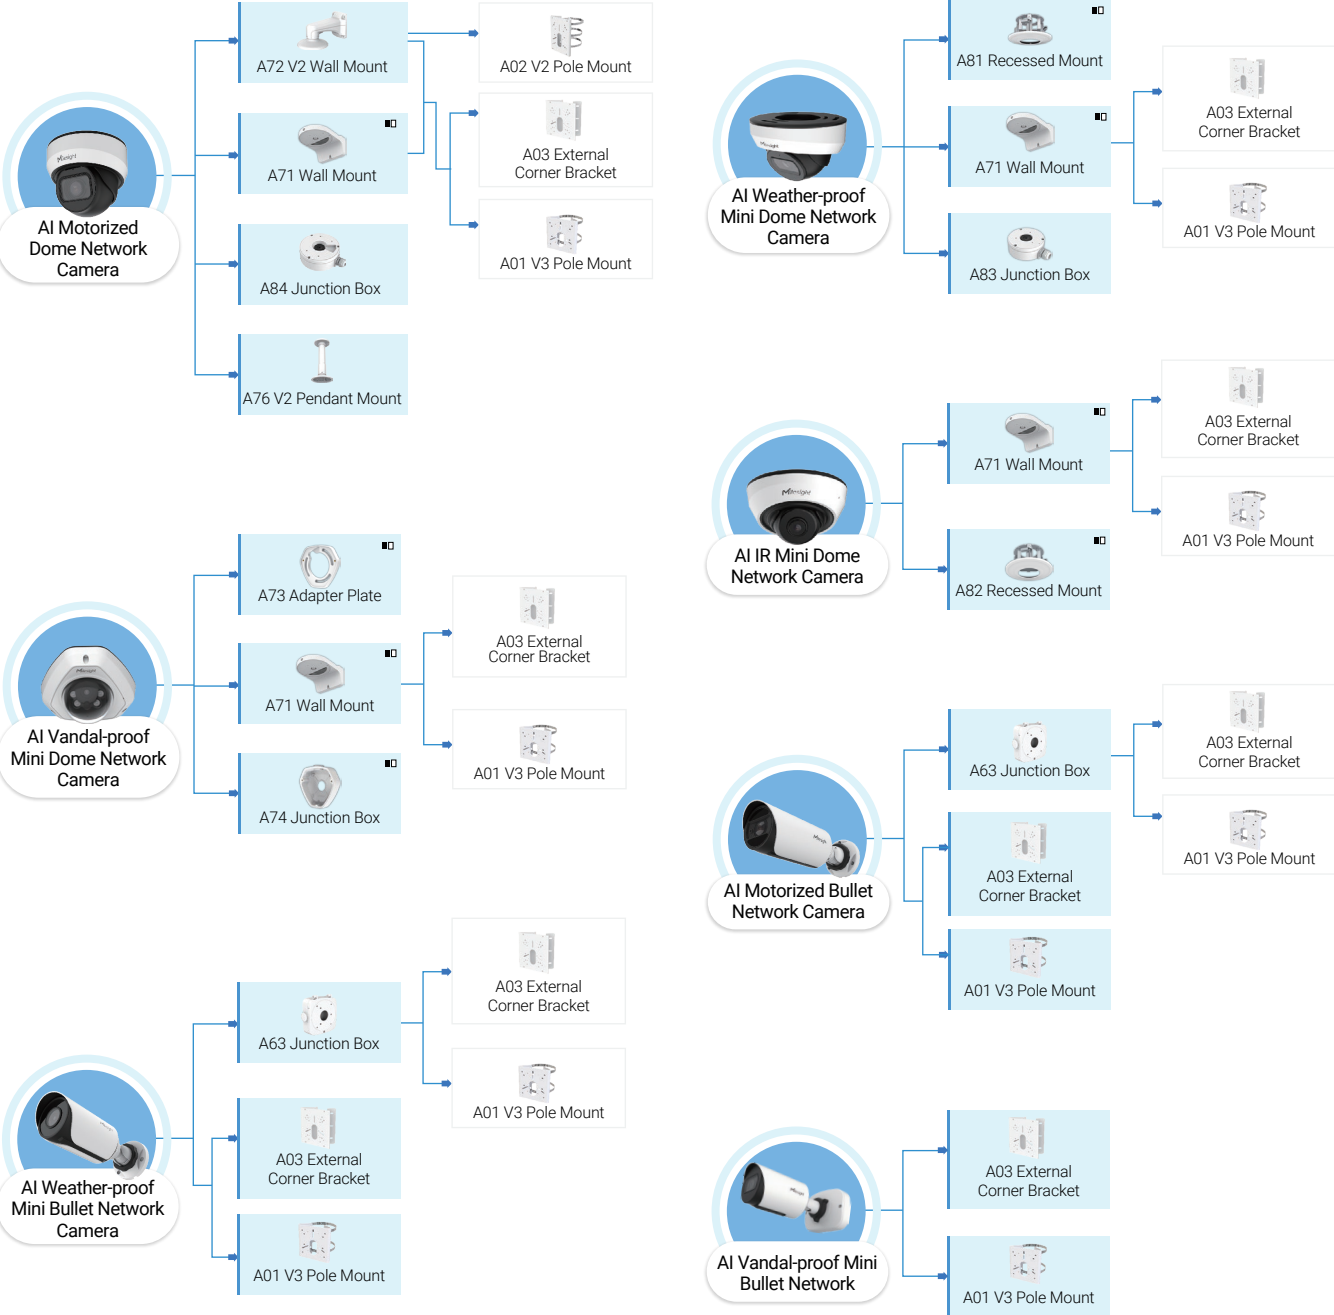 A72 V2 Wall Mount
A02 V2 Pole Mount
A71 Wall Mount
A03 External
Corner Bracket
Milesight
AI Motorized
Dome Network
Camera
A84 Junction Box
A01 V3 Pole Mount
A76 V2 Pendant Mount
A81 Recessed Mount
A03 External
Corner Bracket
A71 Wall Mount
Milesight
AI Weather-proof
Mini Dome Network
Camera
A01 V3 Pole Mount
A83 Junction Box
A03 External
Corner Bracket
A71 Wall Mount
Milesight
AI IR Mini Dome
Network Camera
A01 V3 Pole Mount
A82 Recessed Mount
A73 Adapter Plate
A03 External
Corner Bracket
A71 Wall Mount
Milesight
AI Vandal-proof
Mini Dome Network
Camera
A01 V3 Pole Mount
A74 Junction Box
A63 Junction Box
A03 External
Corner Bracket
A01 V3 Pole Mount
Milesight
AI Motorized Bullet
Network Camera
A03 External
Corner Bracket
A01 V3 Pole Mount
A03 External
Corner Bracket
A63 Junction Box
A01 V3 Pole Mount
Milesight
AI Weather-proof
Mini Bullet Network
Camera
A03 External
Corner Bracket
A01 V3 Pole Mount
A03 External
Corner Bracket
Milesight
AI Vandal-proof Mini
Bullet Network
A01 V3 Pole Mount